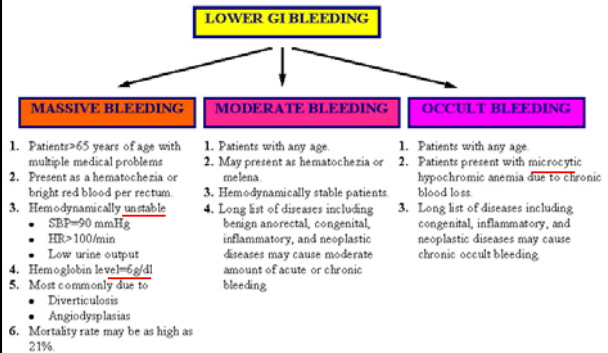 LOWER GI BLEEDING
MASSIVE BLEEDING
1. Patients>65 years of age with
multiple medical problems
2. Present as a hematochezia or
bright red blood per rectum.
3. Hemodynamically unstable
• SBP=90 mmHg
• HR>100/min
• Low urine output
4. Hemoglobin level=6g/dl
5. Most commonly due to
• Diverticulosis
• Angiodysplasias
6. Mortality rate may be as high as
21%.
MODERATE BLEEDING
1. Patients with any age.
2. May present as hematochezia or
melena.
3. Hemodynamically stable patients.
4. Long list of diseases including
benign anorectal, congenital,
inflammatory, and neoplastic
diseases may cause moderate
amount of acute or chronic
bleeding.
OCCULT BLEEDING
1. Patients with any age.
2. Patients present with microcytic
hypochromic anemia due to chronic
blood loss.
3. Long list of diseases including
congenital, inflammatory, and
neoplastic diseases may cause
chronic occult bleeding.